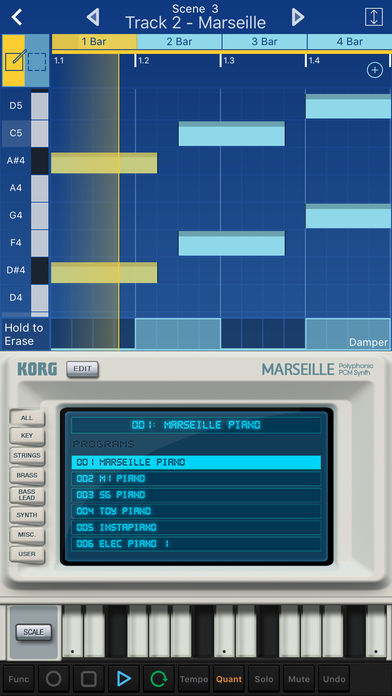 Scene 3
Track 2 - Marseille
1 Bar 2 Bar 3 Bar 4 Bar
1.1 1.2 1.3 1.4
D5
C5
A#4
A4
G4
F4
D#4
D4
Hold to
Erase
Damper
KORG EDIT MARSEILLE Polyphonic
PCM Synth
ALL
KEY
STRINGS
BRASS
BASS
LEAD
SYNTH
MISC.
USER
001: MARSEILLE PIANO
PROGRAMS
001 MARSEILLE PIANO
002 M1 PIANO
003 SG PIANO
004 TOY PIANO
005 INSTAPIANO
006 ELEC PIANO 1
SCALE
Func Tempo Quant Solo Mute Undo